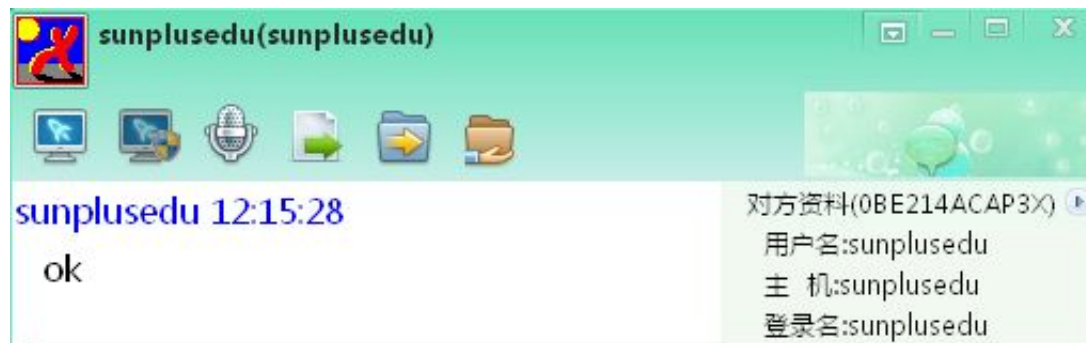 sunplusedu(sunplusedu)
sunplusedu 12:15:28
ok
对方资料(0BE214ACAP3X)
用户名:sunplusedu
主 机:sunplusedu
登录名:sunplusedu